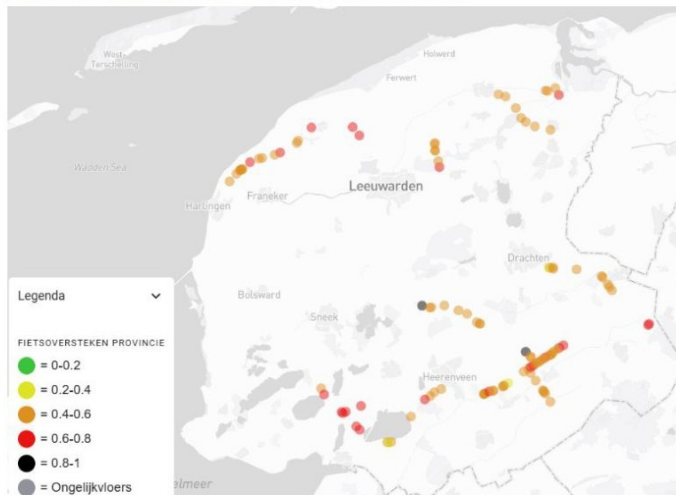 Holwerd
West-
Terschelling
Ferwert
Wadden Sea
Leeuwarden
Franeker
Harlingen
Drachten
Legenda
Bolsward
Sneek
FIETSOVERSTEKEN PROVINCIE
= 0-0.2
= 0.2-0.4
Heerenveen
= 0.4-0.6
= 0.6-0.8
= 0.8-1
= Ongelijkvloers
elmeer